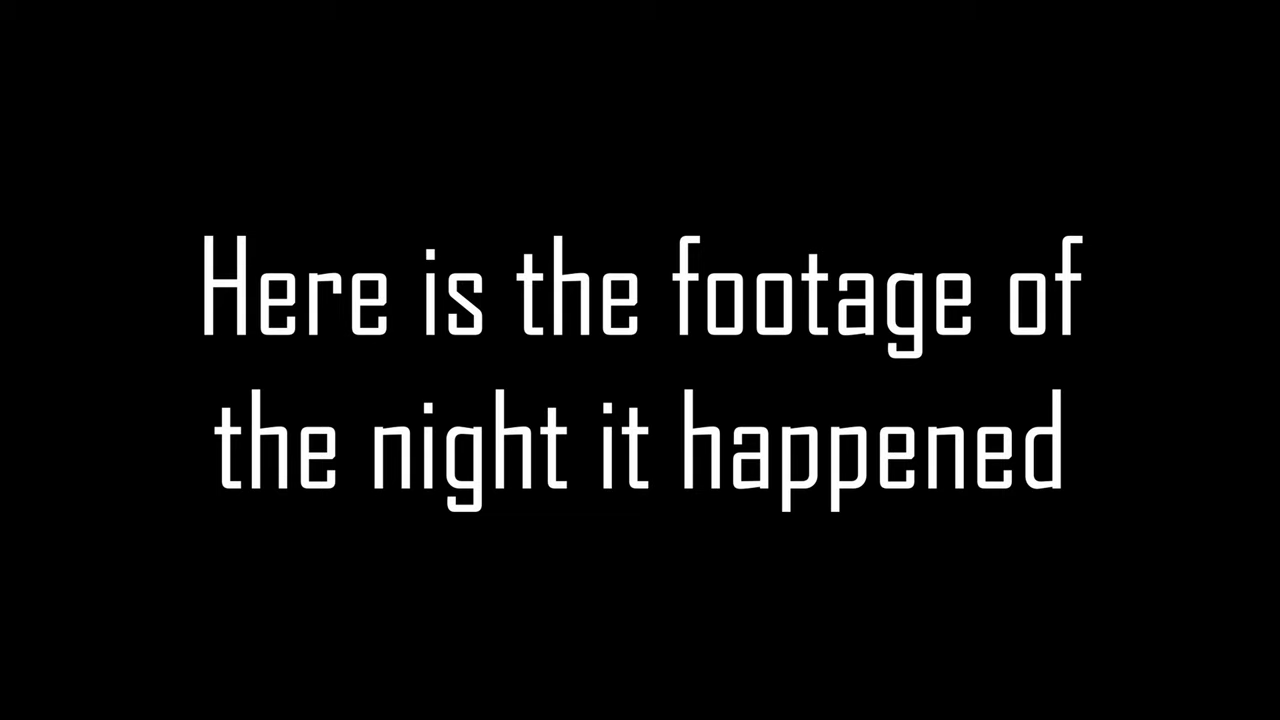 Here is the footage of
the night it happened